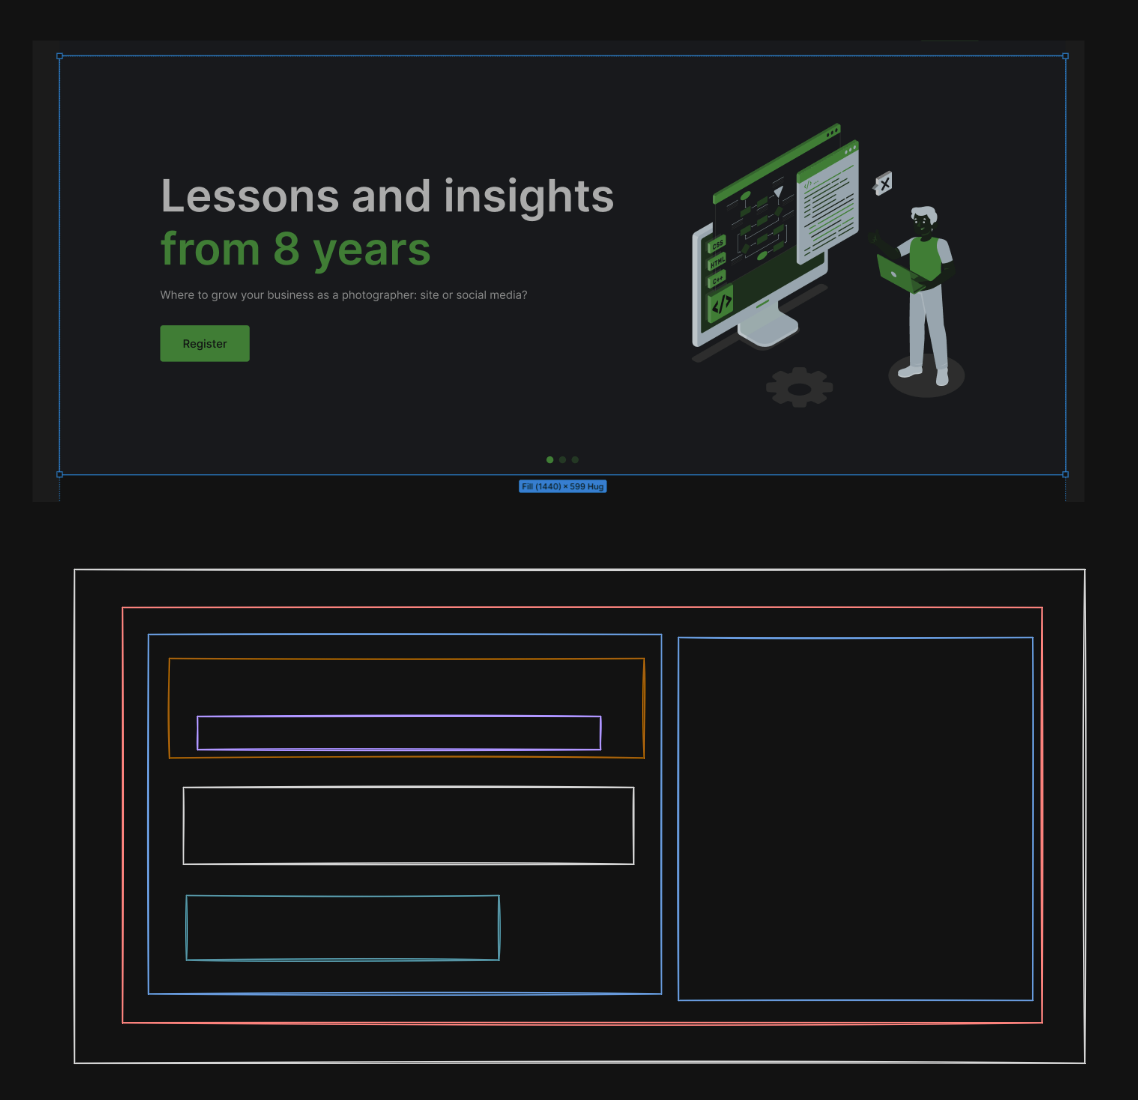 Lessons and insights
from 8 years
Where to grow your business as a photographer: site or social media?
Register
CSS
HTML
C++
</>
X
Fill (1440) × 599 Hug